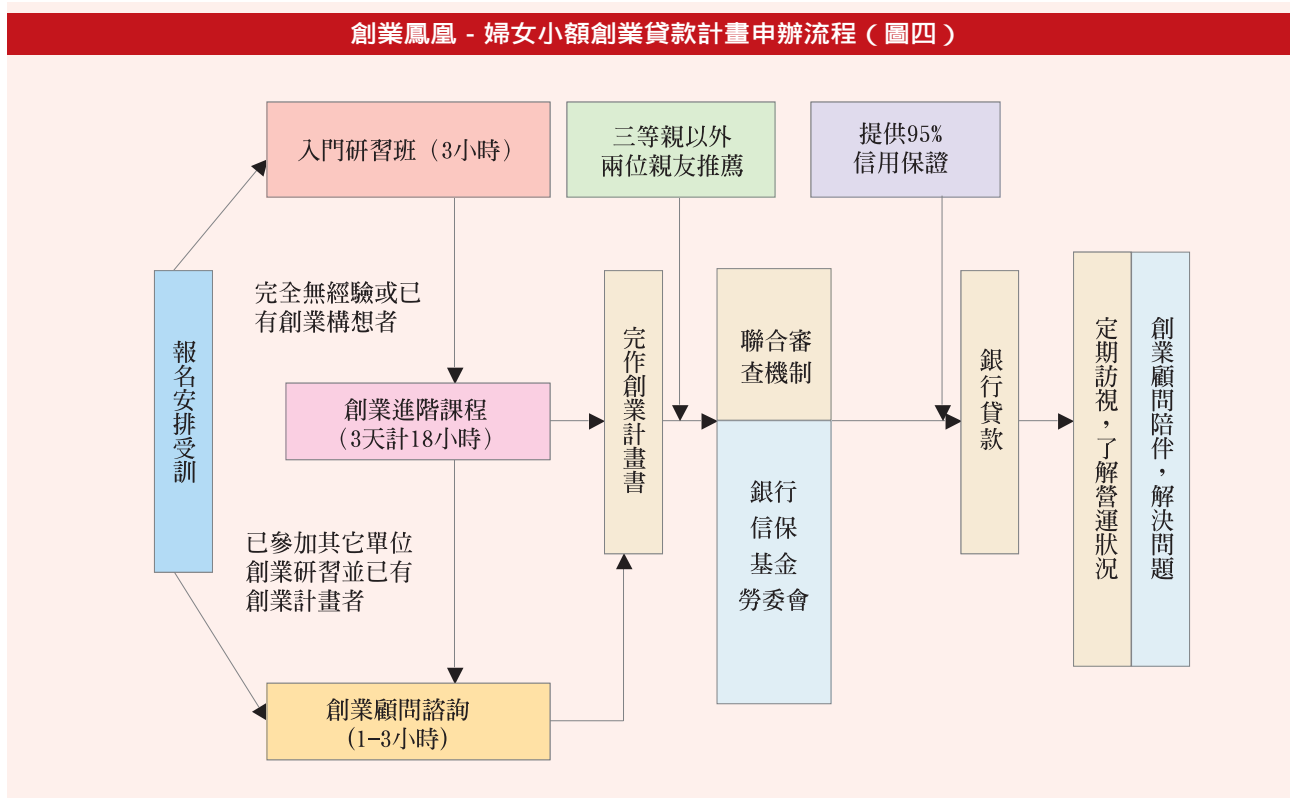 創業鳳凰 - 婦女小額創業貸款計畫申辦流程（圖四）
入門研習班（3小時）
三等親以外
兩位親友推薦
提供95%
信用保證
報名安排受訓
完全無經驗或已
有創業構想者
創業進階課程
（3天計18小時）
已參加其它單位
創業研習並已有
創業計畫者
創業顧問諮詢
(1-3小時)
完作創業計畫書
聯合審
查機制
銀行
信保
基金
勞委會
銀行貸款
定期訪視，了解營運狀況
創業顧問陪伴，解決問題